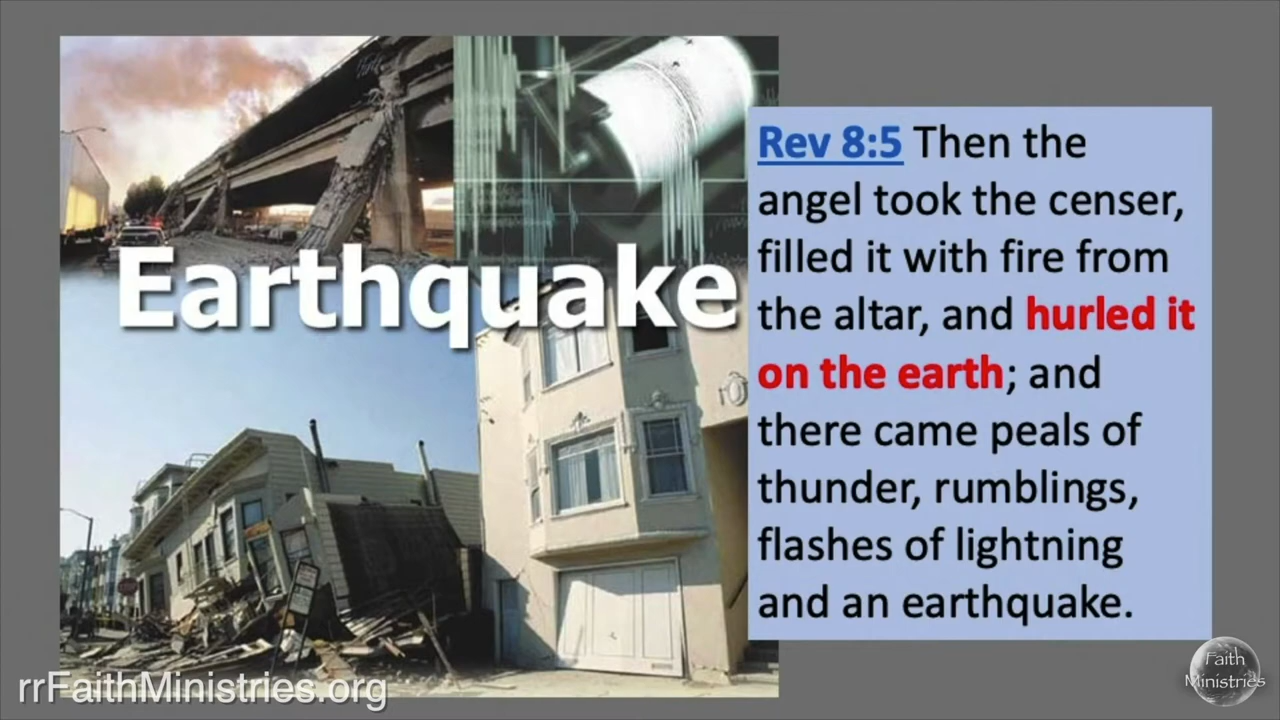 Earthquake
Rev 8:5 Then the
angel took the censer,
filled it with fire from
the altar, and hurled it
on the earth; and
there came peals of
thunder, rumblings,
flashes of lightning
and an earthquake.
rrFaithMinistries.org
Faith
Ministries